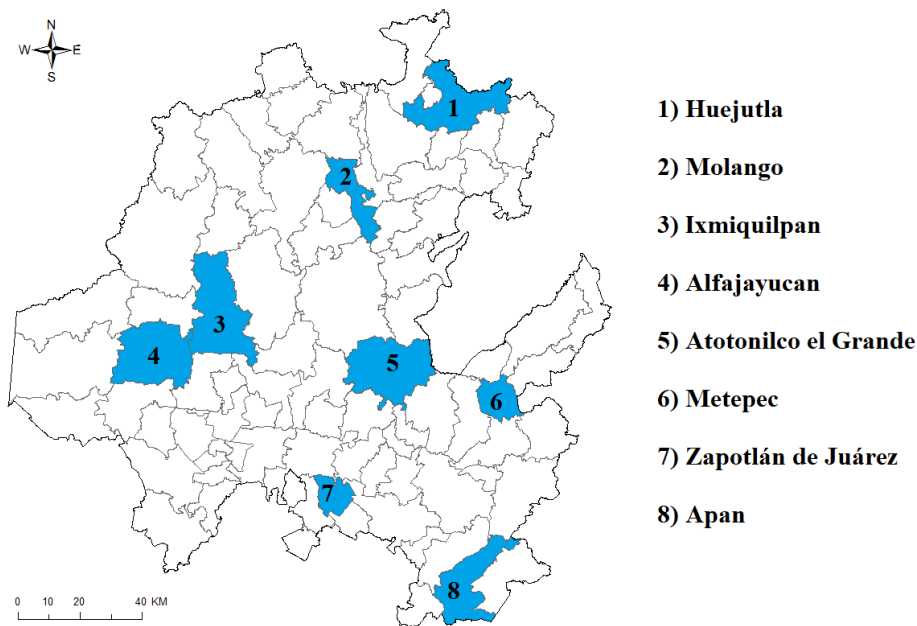 N
W E
S
1
2
3
4
5
6
7
8
1) Huejutla
2) Molango
3) Ixmiquilpan
4) Alfajayucan
5) Atotonilco el Grande
6) Metepec
7) Zapotlán de Juárez
8) Apan
0 10 20 40 KM